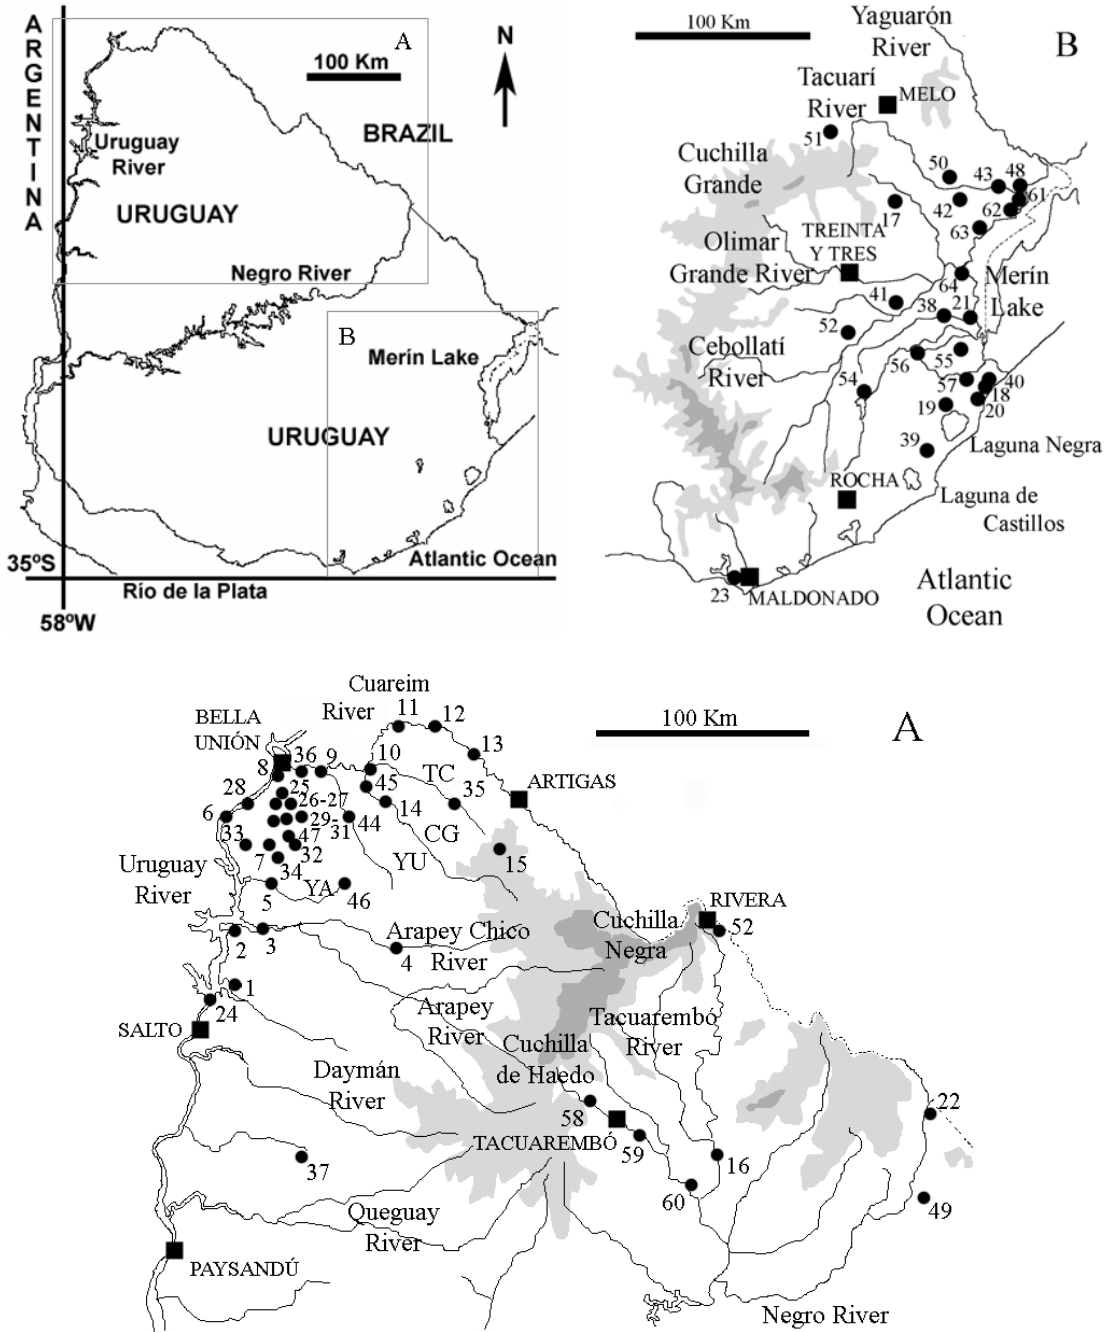 ARGENTINA
A
100 Km
N
BRAZIL
Uruguay
River
URUGUAY
Negro River
B
Merín Lake
URUGUAY
35ºS
Atlantic Ocean
Río de la Plata
58ºW
Yaguarón
River
100 Km
B
Tacuarí
River
MELO
51
Cuchilla
Grande
50
43
48
61
42
62
17
63
TREINTA
Y TRES
Olimar
Grande River
64
Merín
Lake
41
38
21
52
Cebollatí
River
56
55
54
57
40
18
19
20
39
Laguna Negra
ROCHA
Laguna de
Castillos
23
MALDONADO
Atlantic
Ocean
Cuareim
River
11
12
100 Km
A
BELLA
UNIÓN
13
36
9
10
8
TC
ARTIGAS
25
45
35
28
26-27
14
6
29-
31
44
CG
33
47
15
7
32
YU
34
Uruguay
River
YA
5
46
RIVERA
Cuchilla
Negra
52
Arapey Chico
River
2
3
4
1
24
Arapey
River
Tacuarembó
River
SALTO
Cuchilla
de Haedo
Daymán
River
58
22
TACUAREMBÓ
59
16
37
60
49
Queguay
River
PAYSANDÚ
Negro River